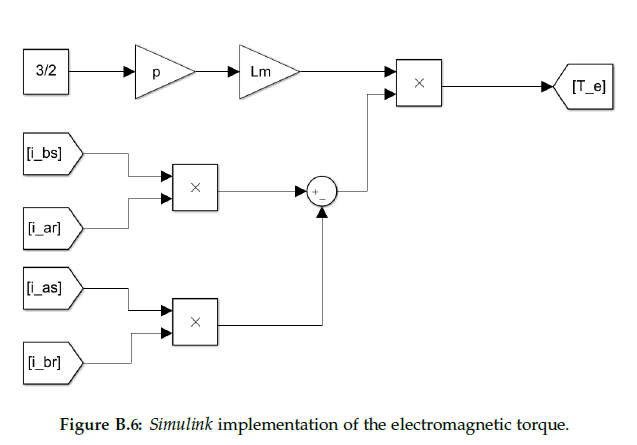 3/2
p
Lm
×
[T_e]
[i_bs]
×
+
_
[i_ar]
[i_as]
×
[i_br]
Figure B.6: Simulink implementation of the electromagnetic torque.